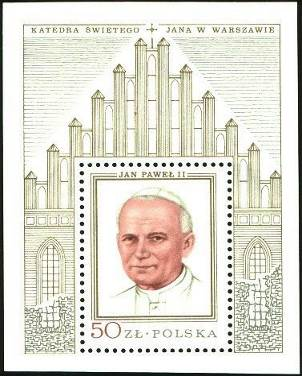 KATEDRA ŚWIĘTEGO JANA W WARSZAWIE
JAN PAWEŁ II
50 ZŁ·POLSKA